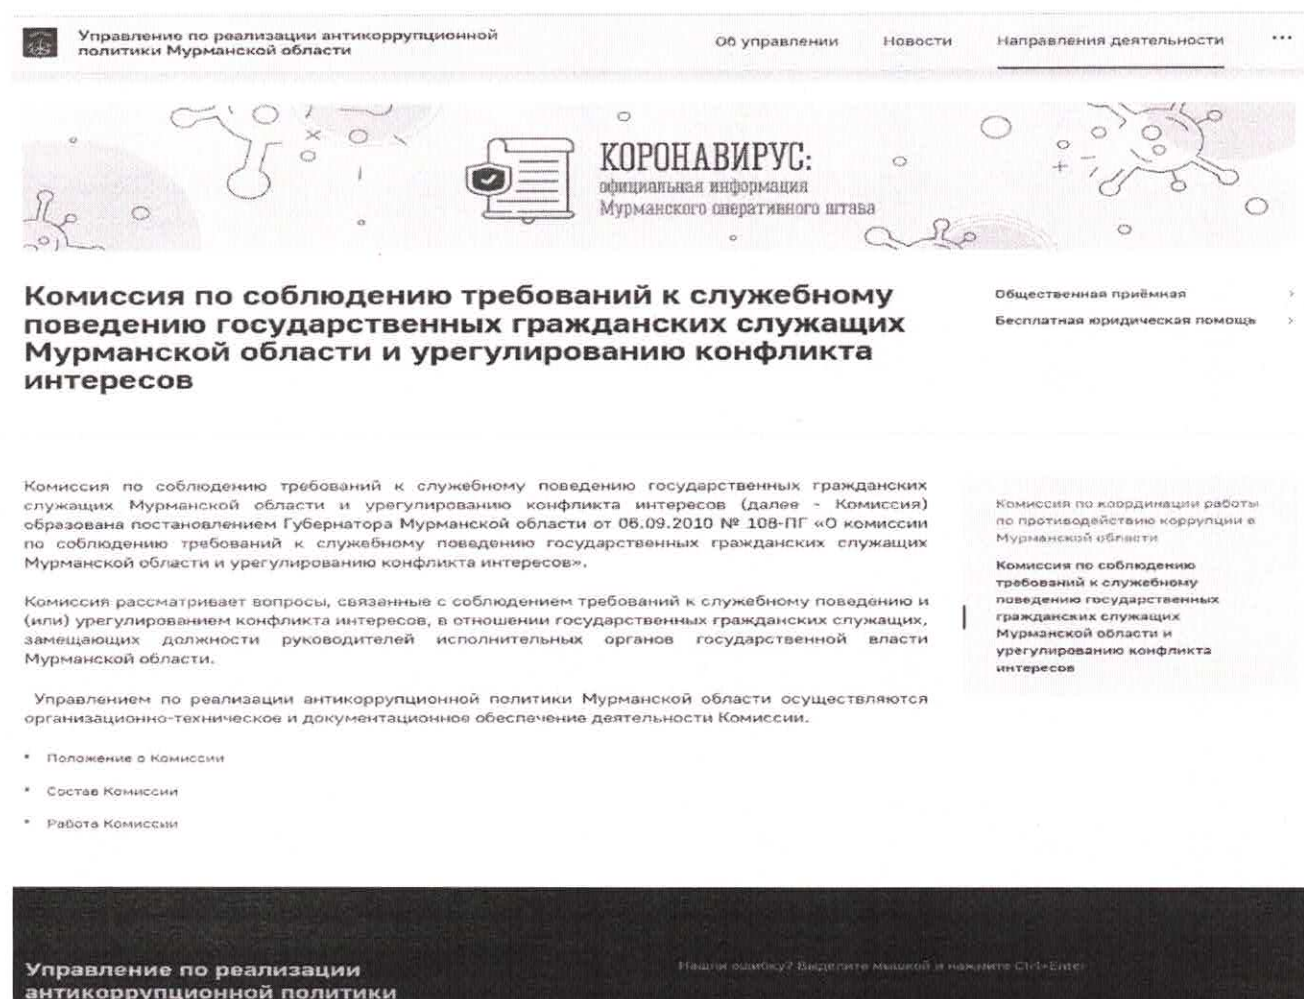 Управление по реализации антикоррупционной
политики Мурманской области
Об управлении
Новости
Направления деятельности
...
КОРОНАВИРУС:
официальная информация
Мурманского оперативного штаба
Комиссия по соблюдению требований к служебному
поведению государственных гражданских служащих
Мурманской области и урегулированию конфликта
интересов
Общественная приёмная
Бесплатная юридическая помощь
Комиссия по соблюдению требований к служебному поведению государственных гражданских
служащих Мурманской области и урегулированию конфликта интересов (далее - Комиссия)
образована постановлением Губернатора Мурманской области от 06.09.2010 № 108-ПГ «О комиссии
по соблюдению требований к служебному поведению государственных гражданских служащих
Мурманской области и урегулированию конфликта интересов».
Комиссия рассматривает вопросы, связанные с соблюдением требований к служебному поведению и
(или) урегулированием конфликта интересов, в отношении государственных гражданских служащих,
замещающих должности руководителей исполнительных органов государственной власти
Мурманской области.
Управлением по реализации антикоррупционной политики Мурманской области осуществляются
организационно-техническое и документационное обеспечение деятельности Комиссии.
* Положение о Комиссии
* Состав Комиссии
* Работа Комиссии
Комиссия по координации работы
по противодействию коррупции в
Мурманской области
Комиссия по соблюдению
требований к служебному
поведению государственных
гражданских служащих
Мурманской области и
урегулированию конфликта
интересов
Управление по реализации
антикоррупционной политики
Нашли ошибку? Выделите мышкой и нажмите Ctrl+Enter